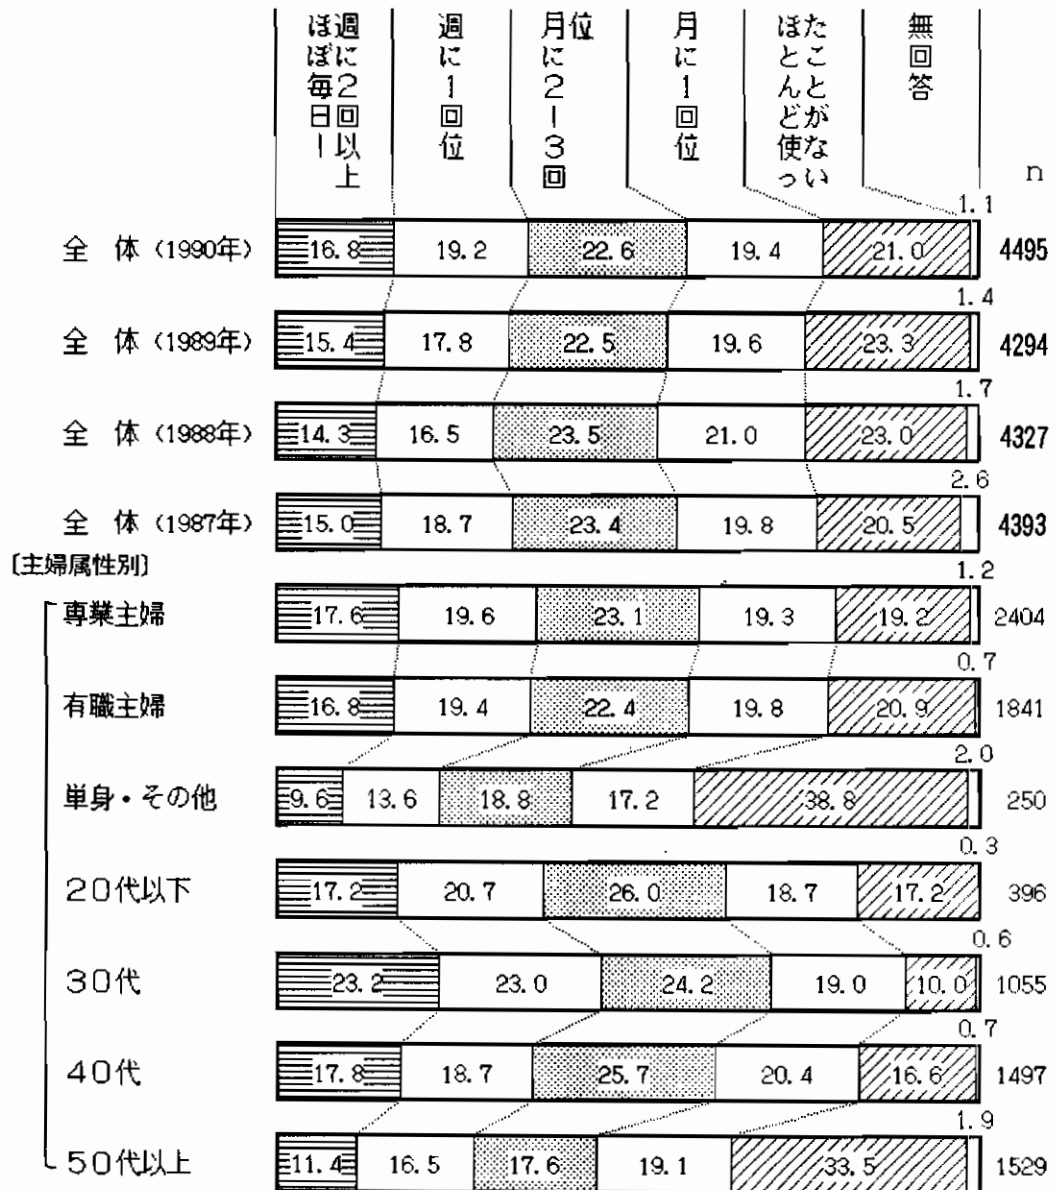 ほぼ毎日ー
週に2回以上
週に1回位
月に2ー3回
位
月に1回位
ほとんど使っ
たことがない
無回答
n
1.1
全 体（1990年） 16.8 19.2 22.6 19.4 21.0 4495
1.4
全 体（1989年） 15.4 17.8 22.5 19.6 23.3 4294
1.7
全 体（1988年） 14.3 16.5 23.5 21.0 23.0 4327
2.6
全 体（1987年） 15.0 18.7 23.4 19.8 20.5 4393
〔主婦属性別〕
1.2
専業主婦 17.6 19.6 23.1 19.3 19.2 2404
0.7
有職主婦 16.8 19.4 22.4 19.8 20.9 1841
2.0
単身・その他 9.6 13.6 18.8 17.2 38.8 250
0.3
20代以下 17.2 20.7 26.0 18.7 17.2 396
0.6
30代 23.2 23.0 24.2 19.0 10.0 1055
0.7
40代 17.8 18.7 25.7 20.4 16.6 1497
1.9
50代以上 11.4 16.5 17.6 19.1 33.5 1529